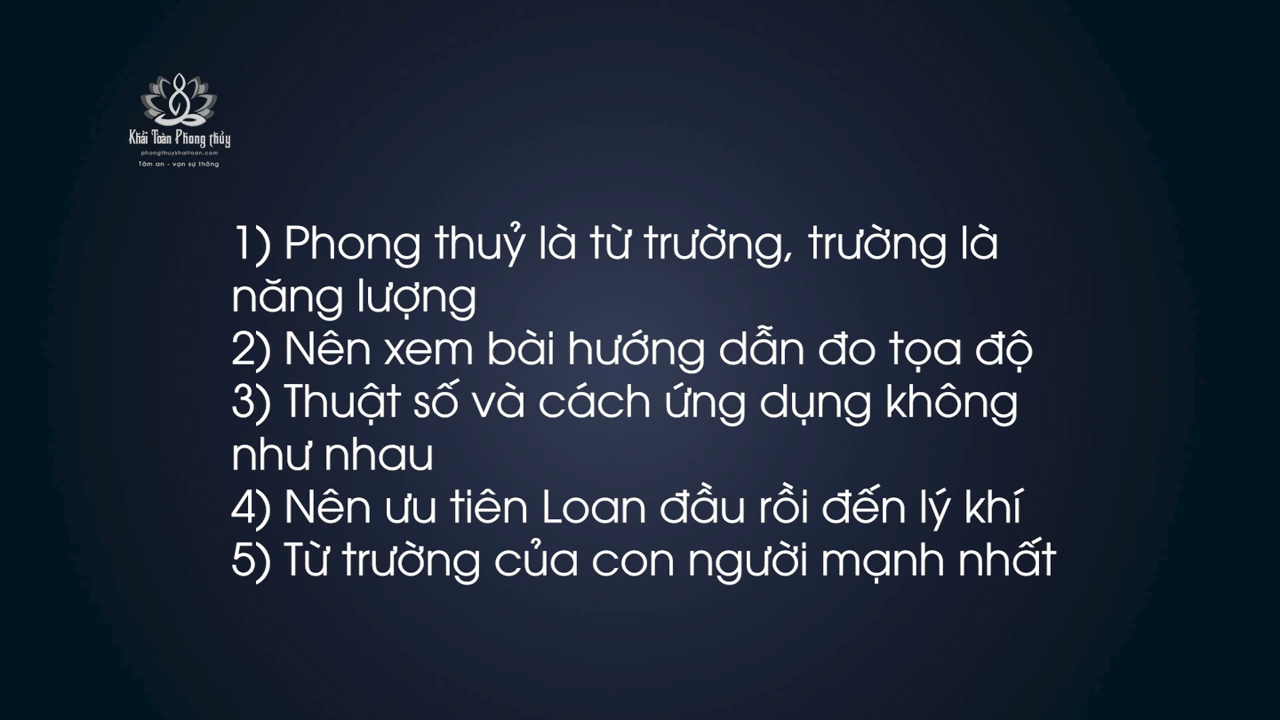 Khải Toàn Phong thủy
phongthuykhaitoan.com
Tâm an - vạn sự thông
1) Phong thuỷ là từ trường, trường là
năng lượng
2) Nên xem bài hướng dẫn đo tọa độ
3) Thuật số và cách ứng dụng không
như nhau
4) Nên ưu tiên Loan đầu rồi đến lý khí
5) Từ trường của con người mạnh nhất